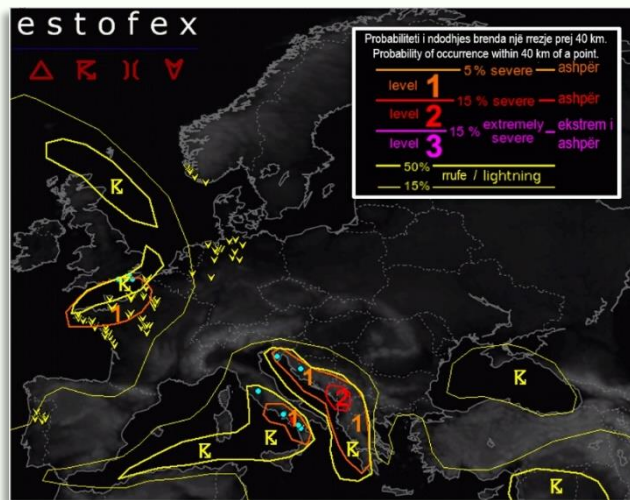 estofex
Probabiliteti i ndodhjes brenda një rrezje prej 40 km.
Probability of occurrence within 40 km of a point.
5% severe ashpër
level 1
15% severe ashpër
level 2
15% extremely severe ekstrem i ashpër
level 3
50%
rrufe / lightning
15%
1
1
1
2
1